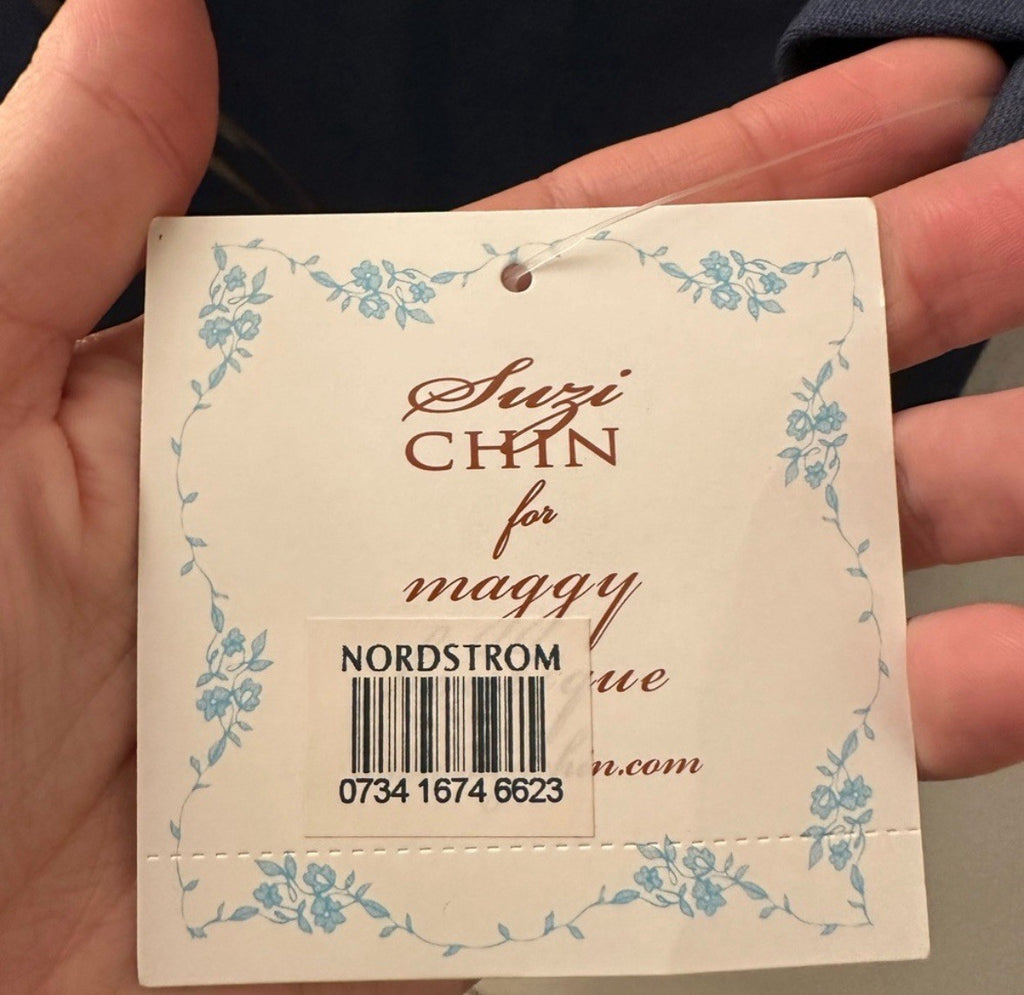 Suzi
CHIN
for
maggy
NORDSTROM
0734 1674 6623